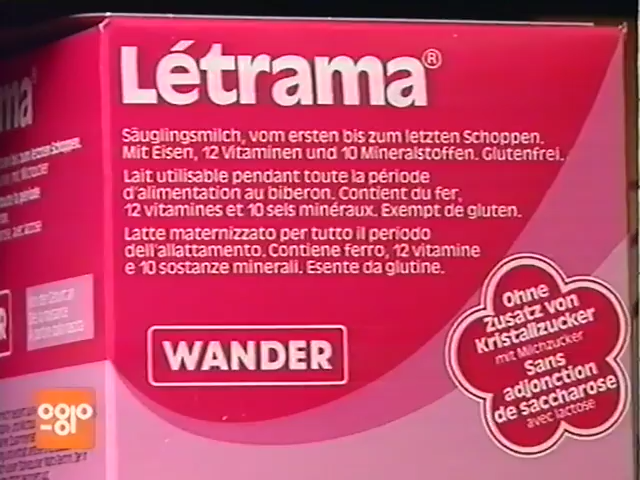 Létrama®
Säuglingsmilch, vom ersten bis zum letzten Schoppen.
Mit Eisen, 12 Vitaminen und 10 Mineralstoffen. Glutenfrei.
Lait utilisable pendant toute la période
d'alimentation au biberon. Contient du fer,
12 vitamines et 10 sels minéraux. Exempt de gluten.
Latte maternizzato per tutto il periodo
dell'allattamento. Contiene ferro, 12 vitamine
e 10 sostanze minerali. Esente da glutine.
WANDER
Ohne
Zusatz von
Kristallzucker
mit Milchzucker
Sans
adjonction
de saccharose
avec lactose
ma